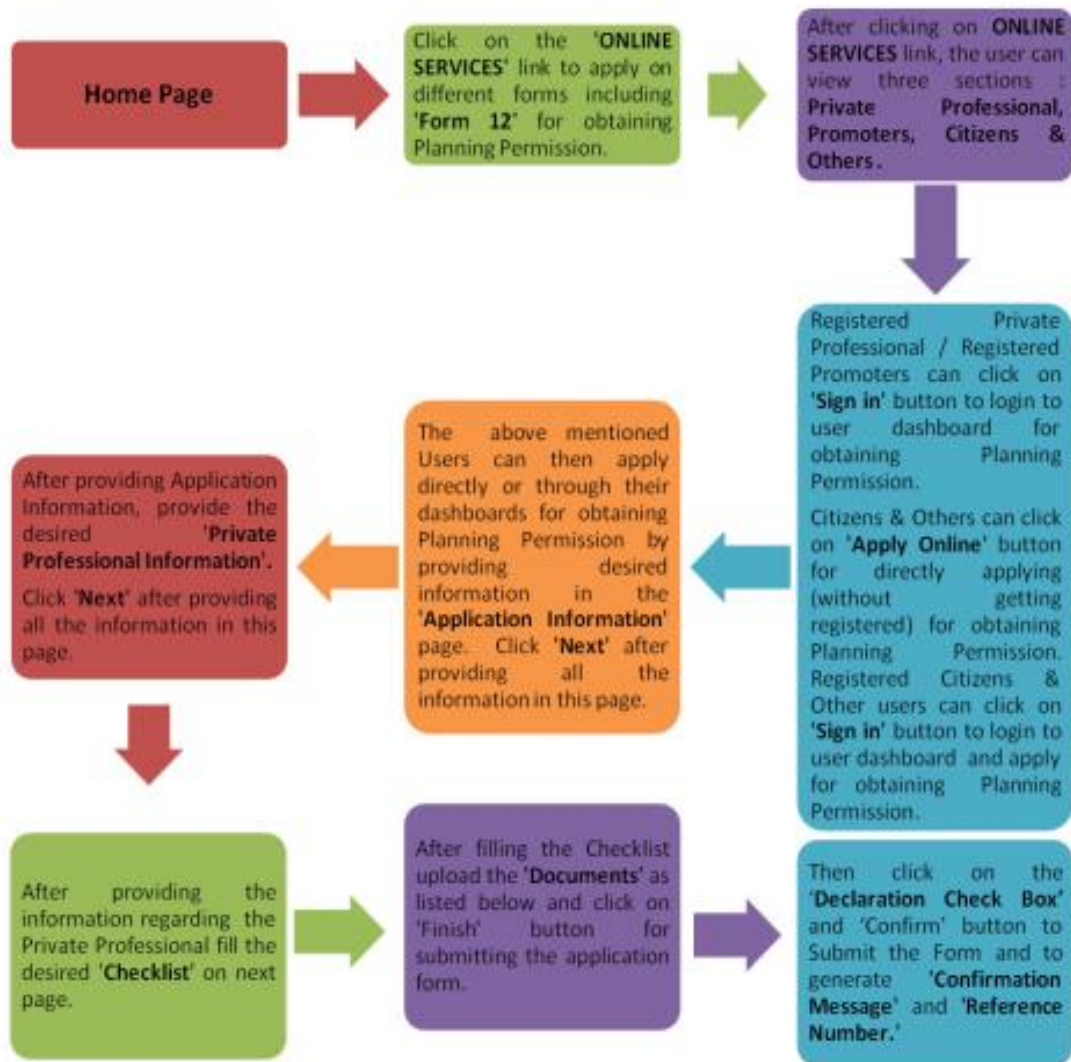 Home Page
Click on the 'ONLINE
SERVICES' link to apply on
different forms including
'Form 12' for obtaining
Planning Permission.
After clicking on ONLINE
SERVICES link, the user can
view three sections :
Private Professional,
Promoters, Citizens &
Others.
Registered Private
Professional / Registered
Promoters can click on
'Sign in' button to login to
user dashboard for
obtaining Planning
Permission.
Citizens & Others can click
on 'Apply Online' button
for directly applying
(without getting
registered) for obtaining
Planning Permission.
Registered Citizens &
Other users can click on
'Sign in' button to login to
user dashboard and apply
for obtaining Planning
Permission.
The above mentioned
Users can then apply
directly or through their
dashboards for obtaining
Planning Permission by
providing desired
information in the
'Application Information'
page. Click 'Next' after
providing all the
information in this page.
After providing Application
Information, provide the
desired 'Private
Professional Information'.
Click 'Next' after providing
all the information in this
page.
After providing the
information regarding the
Private Professional fill the
desired 'Checklist' on next
page.
After filling the Checklist
upload the 'Documents' as
listed below and click on
'Finish' button for
submitting the application
form.
Then click on the
'Declaration Check Box'
and 'Confirm' button to
Submit the Form and to
generate 'Confirmation
Message' and 'Reference
Number.'